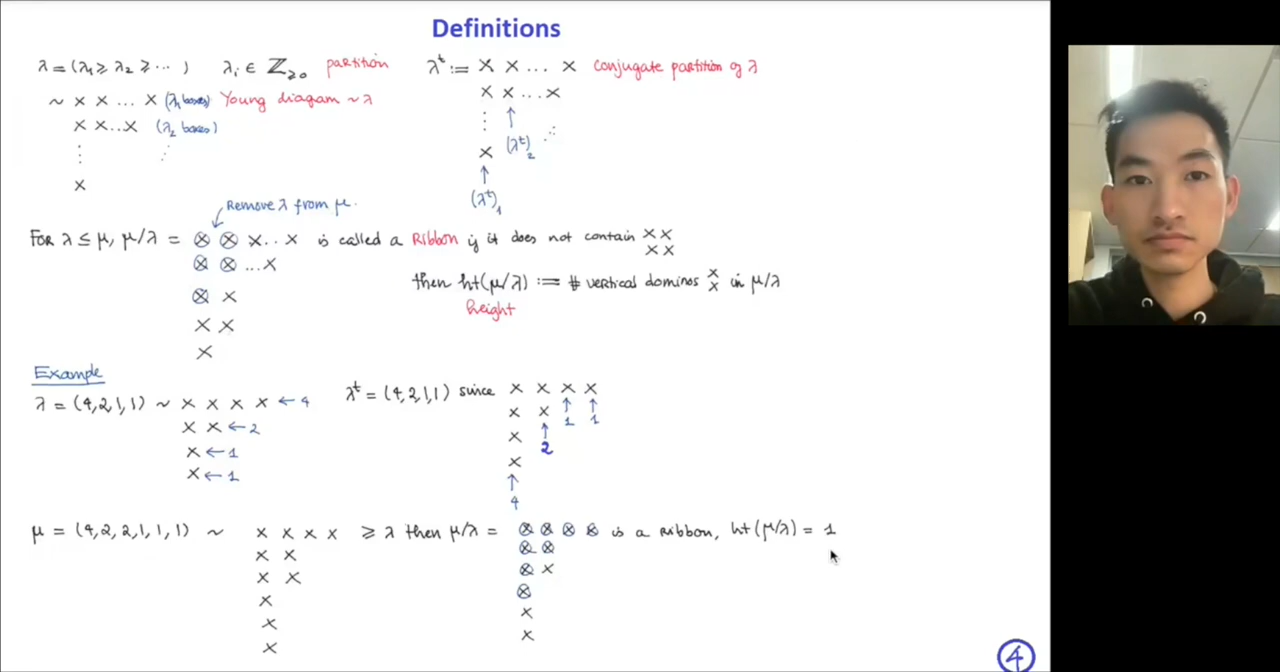 Definitions
λ = (λ₁ ≥ λ₂ ≥ ⋯ ) λᵢ ∈ ℤ≥0 partition
~ × × … × (λ₁ boxes) Young diagram ~ λ
× × … × (λ₂ boxes)
⋮ ⋰
×
λᵗ := × × … × conjugate partition of λ
× × … ×
⋮ ↑ ⋰
× (λᵗ)₂
↑
(λᵗ)₁
Remove λ from μ.
For λ ≤ μ, μ/λ = ⊗ ⊗ × .. × is called a Ribbon if it does not contain × ×
⊗ ⊗ … × × ×
⊗ × then ht(μ/λ) := # vertical dominos × × in μ/λ
height
× ×
×
Example
λ = (4,2,1,1) ~ × × × × ← 4
× × ← 2
× ← 1
× ← 1
λᵗ = (4,2,1,1) since × × × ×
× × ↑ ↑
× ↑ 1 1
× 2
↑
4
μ = (4,2,2,1,1,1) ~ × × × × ≥ λ then μ/λ = ⊗ ⊗ ⊗ ⊗ is a ribbon, ht(μ/λ) = 1
× × ⊗ ⊗
× × ⊗ ×
× ⊗
× ×
× ×
4